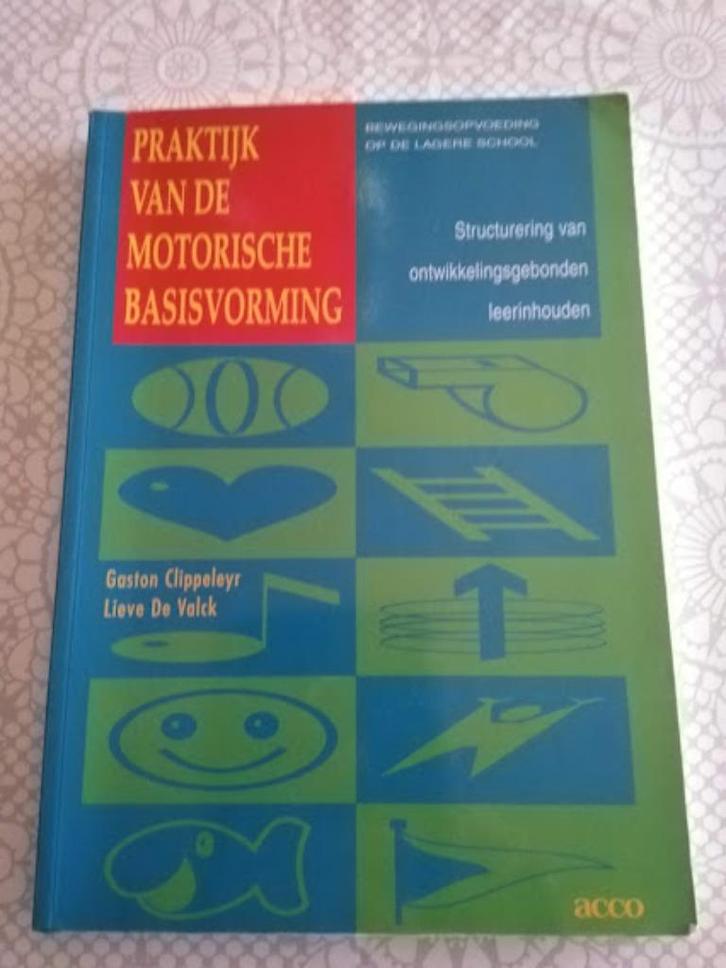 PRAKTIJK
VAN DE
MOTORISCHE
BASISVORMING
BEWEGINGSOPVOEDING
OP DE LAGERE SCHOOL
Structurering van
ontwikkelingsgebonden
leerinhouden
Gaston Clippeleyr
Lieve De Valck
acco